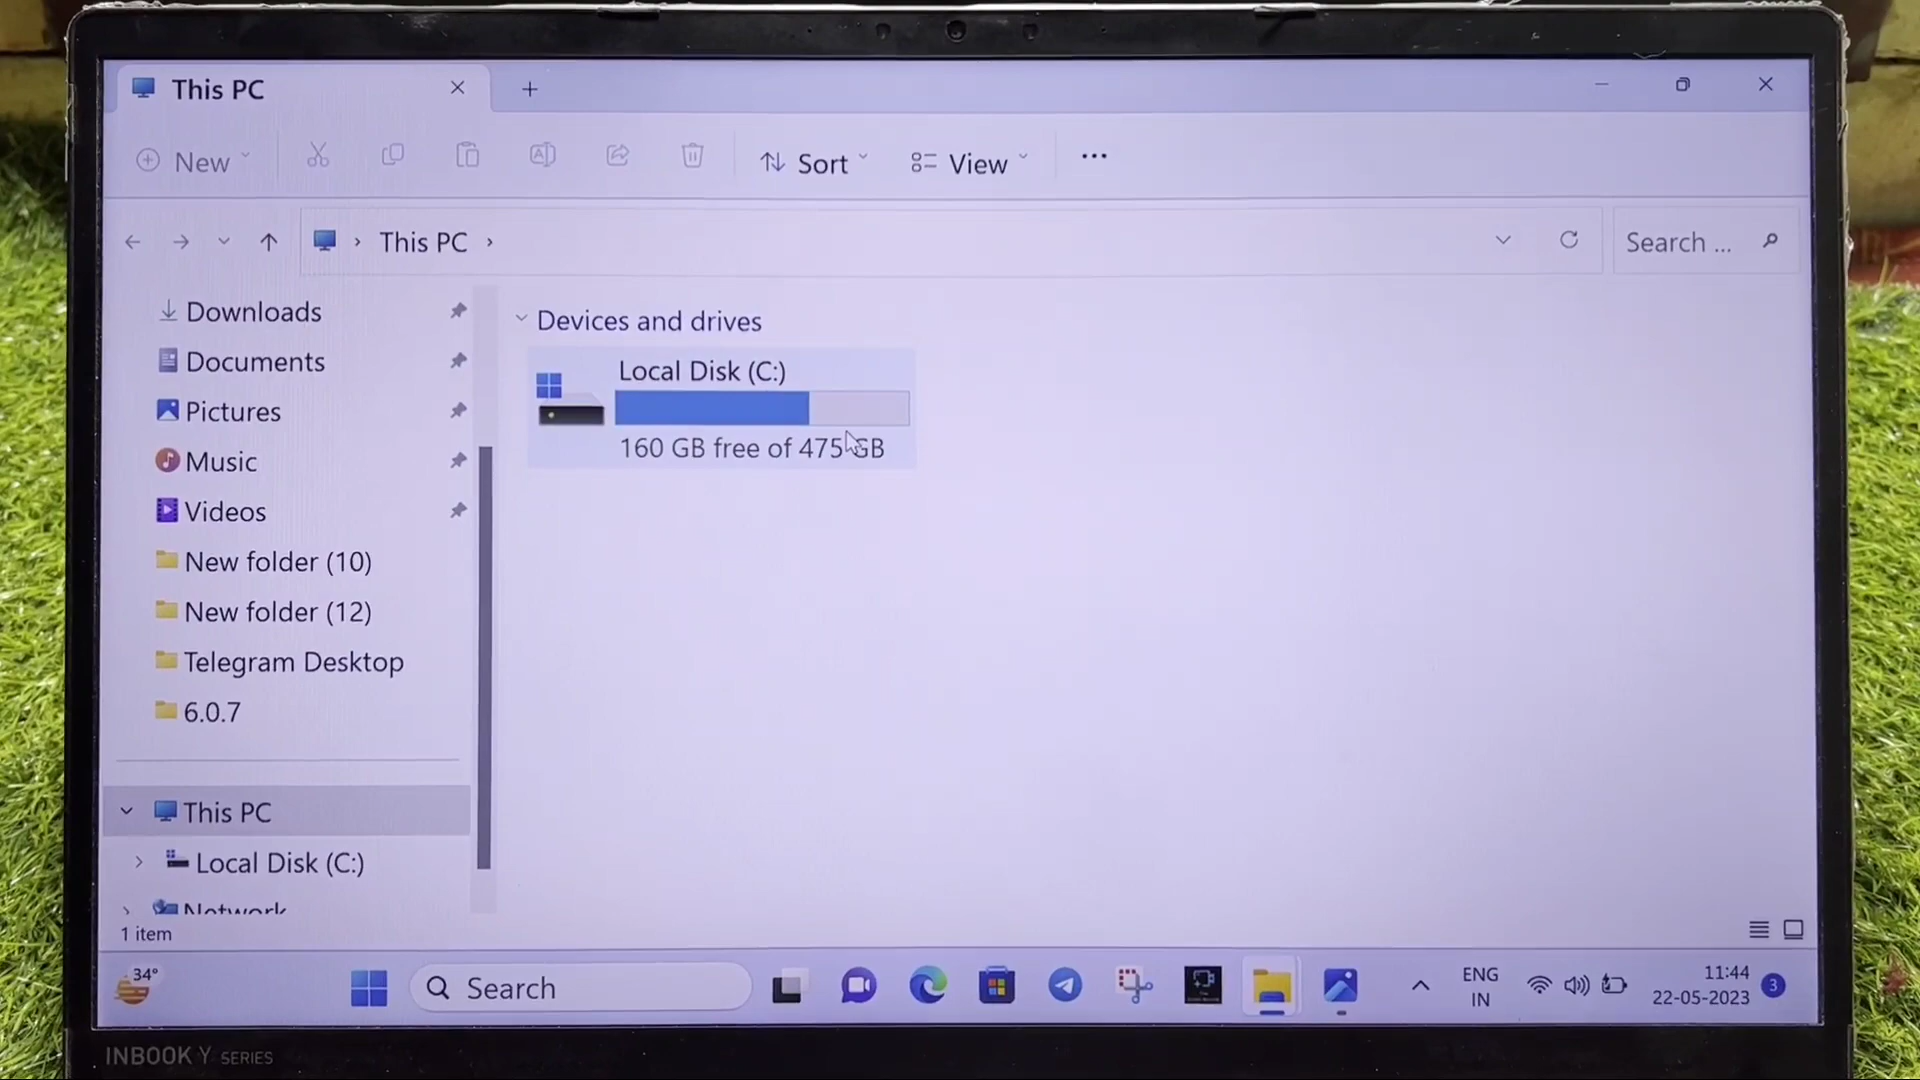 This PC
New
Sort
View
This PC
Search ...
Downloads
Documents
Pictures
Music
Videos
New folder (10)
New folder (12)
Telegram Desktop
6.0.7
This PC
Local Disk (C:)
Network
1 item
Devices and drives
Local Disk (C:)
160 GB free of 475 GB
34°
Search
ENG
IN
11:44
22-05-2023
3
INBOOK Y SERIES